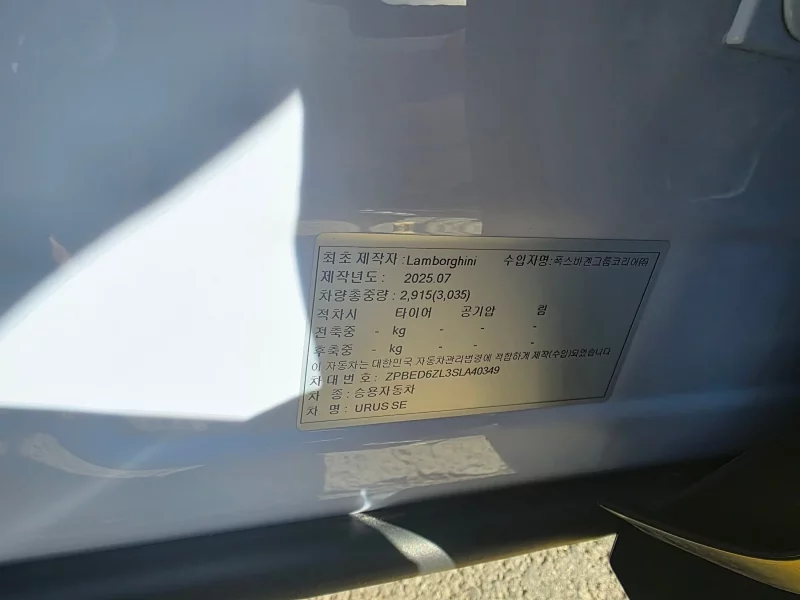 최초 제작자 : Lamborghini 수입자명: 폭스바겐그룹코리아㈜
제작년도 : 2025.07
차량총중량 : 2,915(3,035)
적차시 타이어 공기압 림
전축중 - kg - - -
후축중 - kg - - -
이 자동차는 대한민국 자동차관리법령에 적합하게 제작(수입)되었습니다
차 대 번 호 : ZPBED6ZL3SLA40349
차 종 : 승용자동차
차 명 : URUS SE